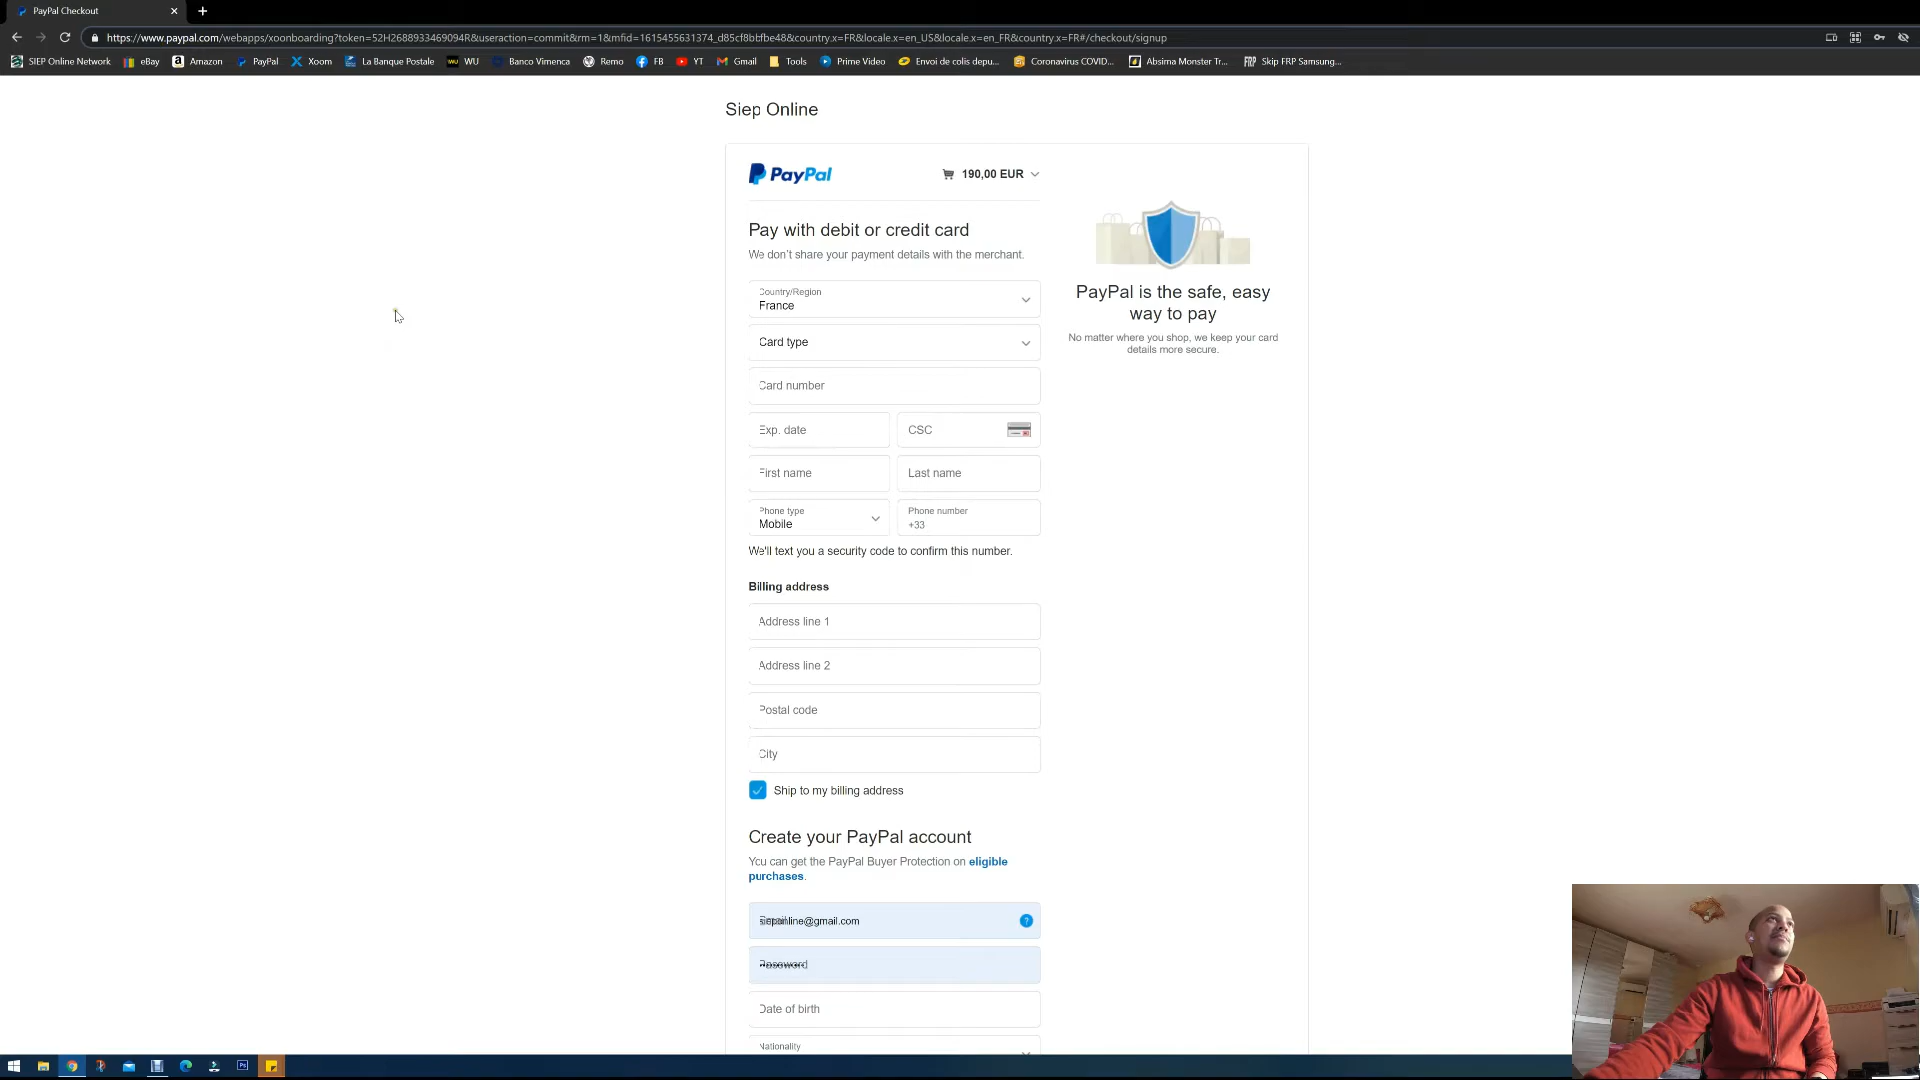 PayPal Checkout
https://www.paypal.com/webapps/xoonboarding?token=52H2688933469094R&useraction=commit&rm=1&mfid=1615455631374_d85cf8bbfbe48&country.x=FR&locale.x=en_US&locale.x=en_FR&country.x=FR#/checkout/signup
SIEP Online Network eBay Amazon PayPal Xoom La Banque Postale WU Banco Vimenca Remo FB YT Gmail Tools Prime Video Envoi de colis depu... Coronavirus COVID... Absima Monster Tr... FRP Skip FRP Samsung...
Siep Online
PayPal 190,00 EUR
Pay with debit or credit card
We don't share your payment details with the merchant.
Country/Region
France
Card type
Card number
Exp. date CSC
First name Last name
Phone type Phone number
Mobile +33
We'll text you a security code to confirm this number.
Billing address
Address line 1
Address line 2
Postal code
City
Ship to my billing address
Create your PayPal account
You can get the PayPal Buyer Protection on eligible
purchases.
sieponline@gmail.com
Password
Date of birth
Nationality
PayPal is the safe, easy
way to pay
No matter where you shop, we keep your card
details more secure.